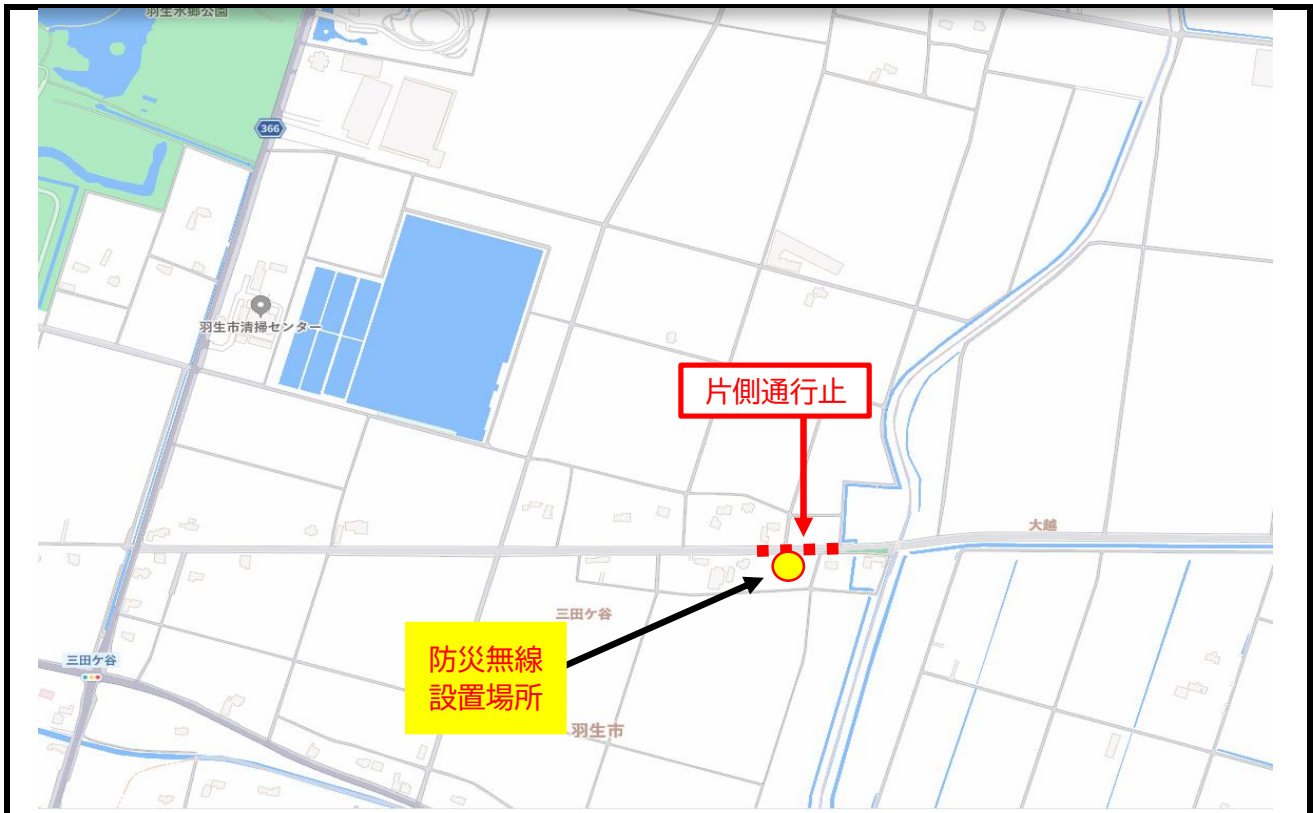 羽生水郷公園
366
羽生市清掃センター
片側通行止
大越
三田ケ谷
防災無線
設置場所
三田ケ谷
羽生市